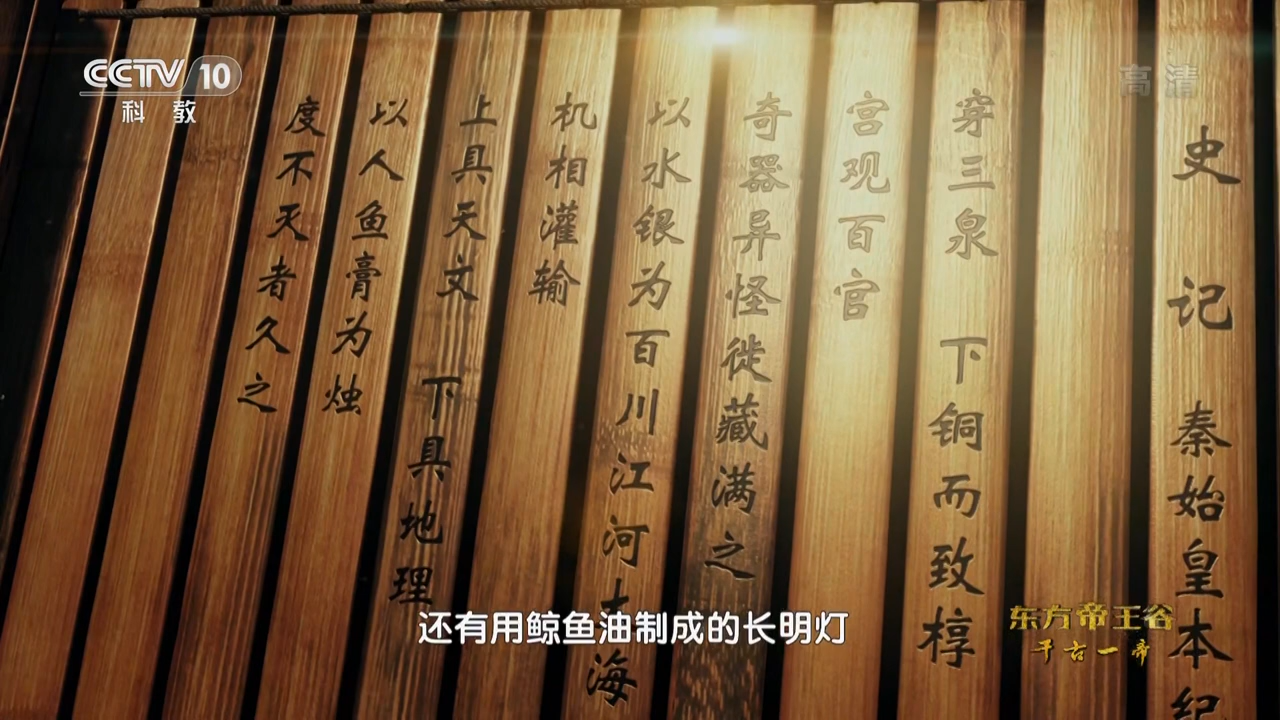 CCTV 10
科教
高清
史记 秦始皇本纪
穿三泉 下铜而致椁
宫观百官
奇器异怪徙藏满之
以水银为百川江河大海
机相灌输
上具天文 下具地理
以人鱼膏为烛
度不灭者久之
还有用鲸鱼油制成的长明灯
东方帝王谷
千古一帝